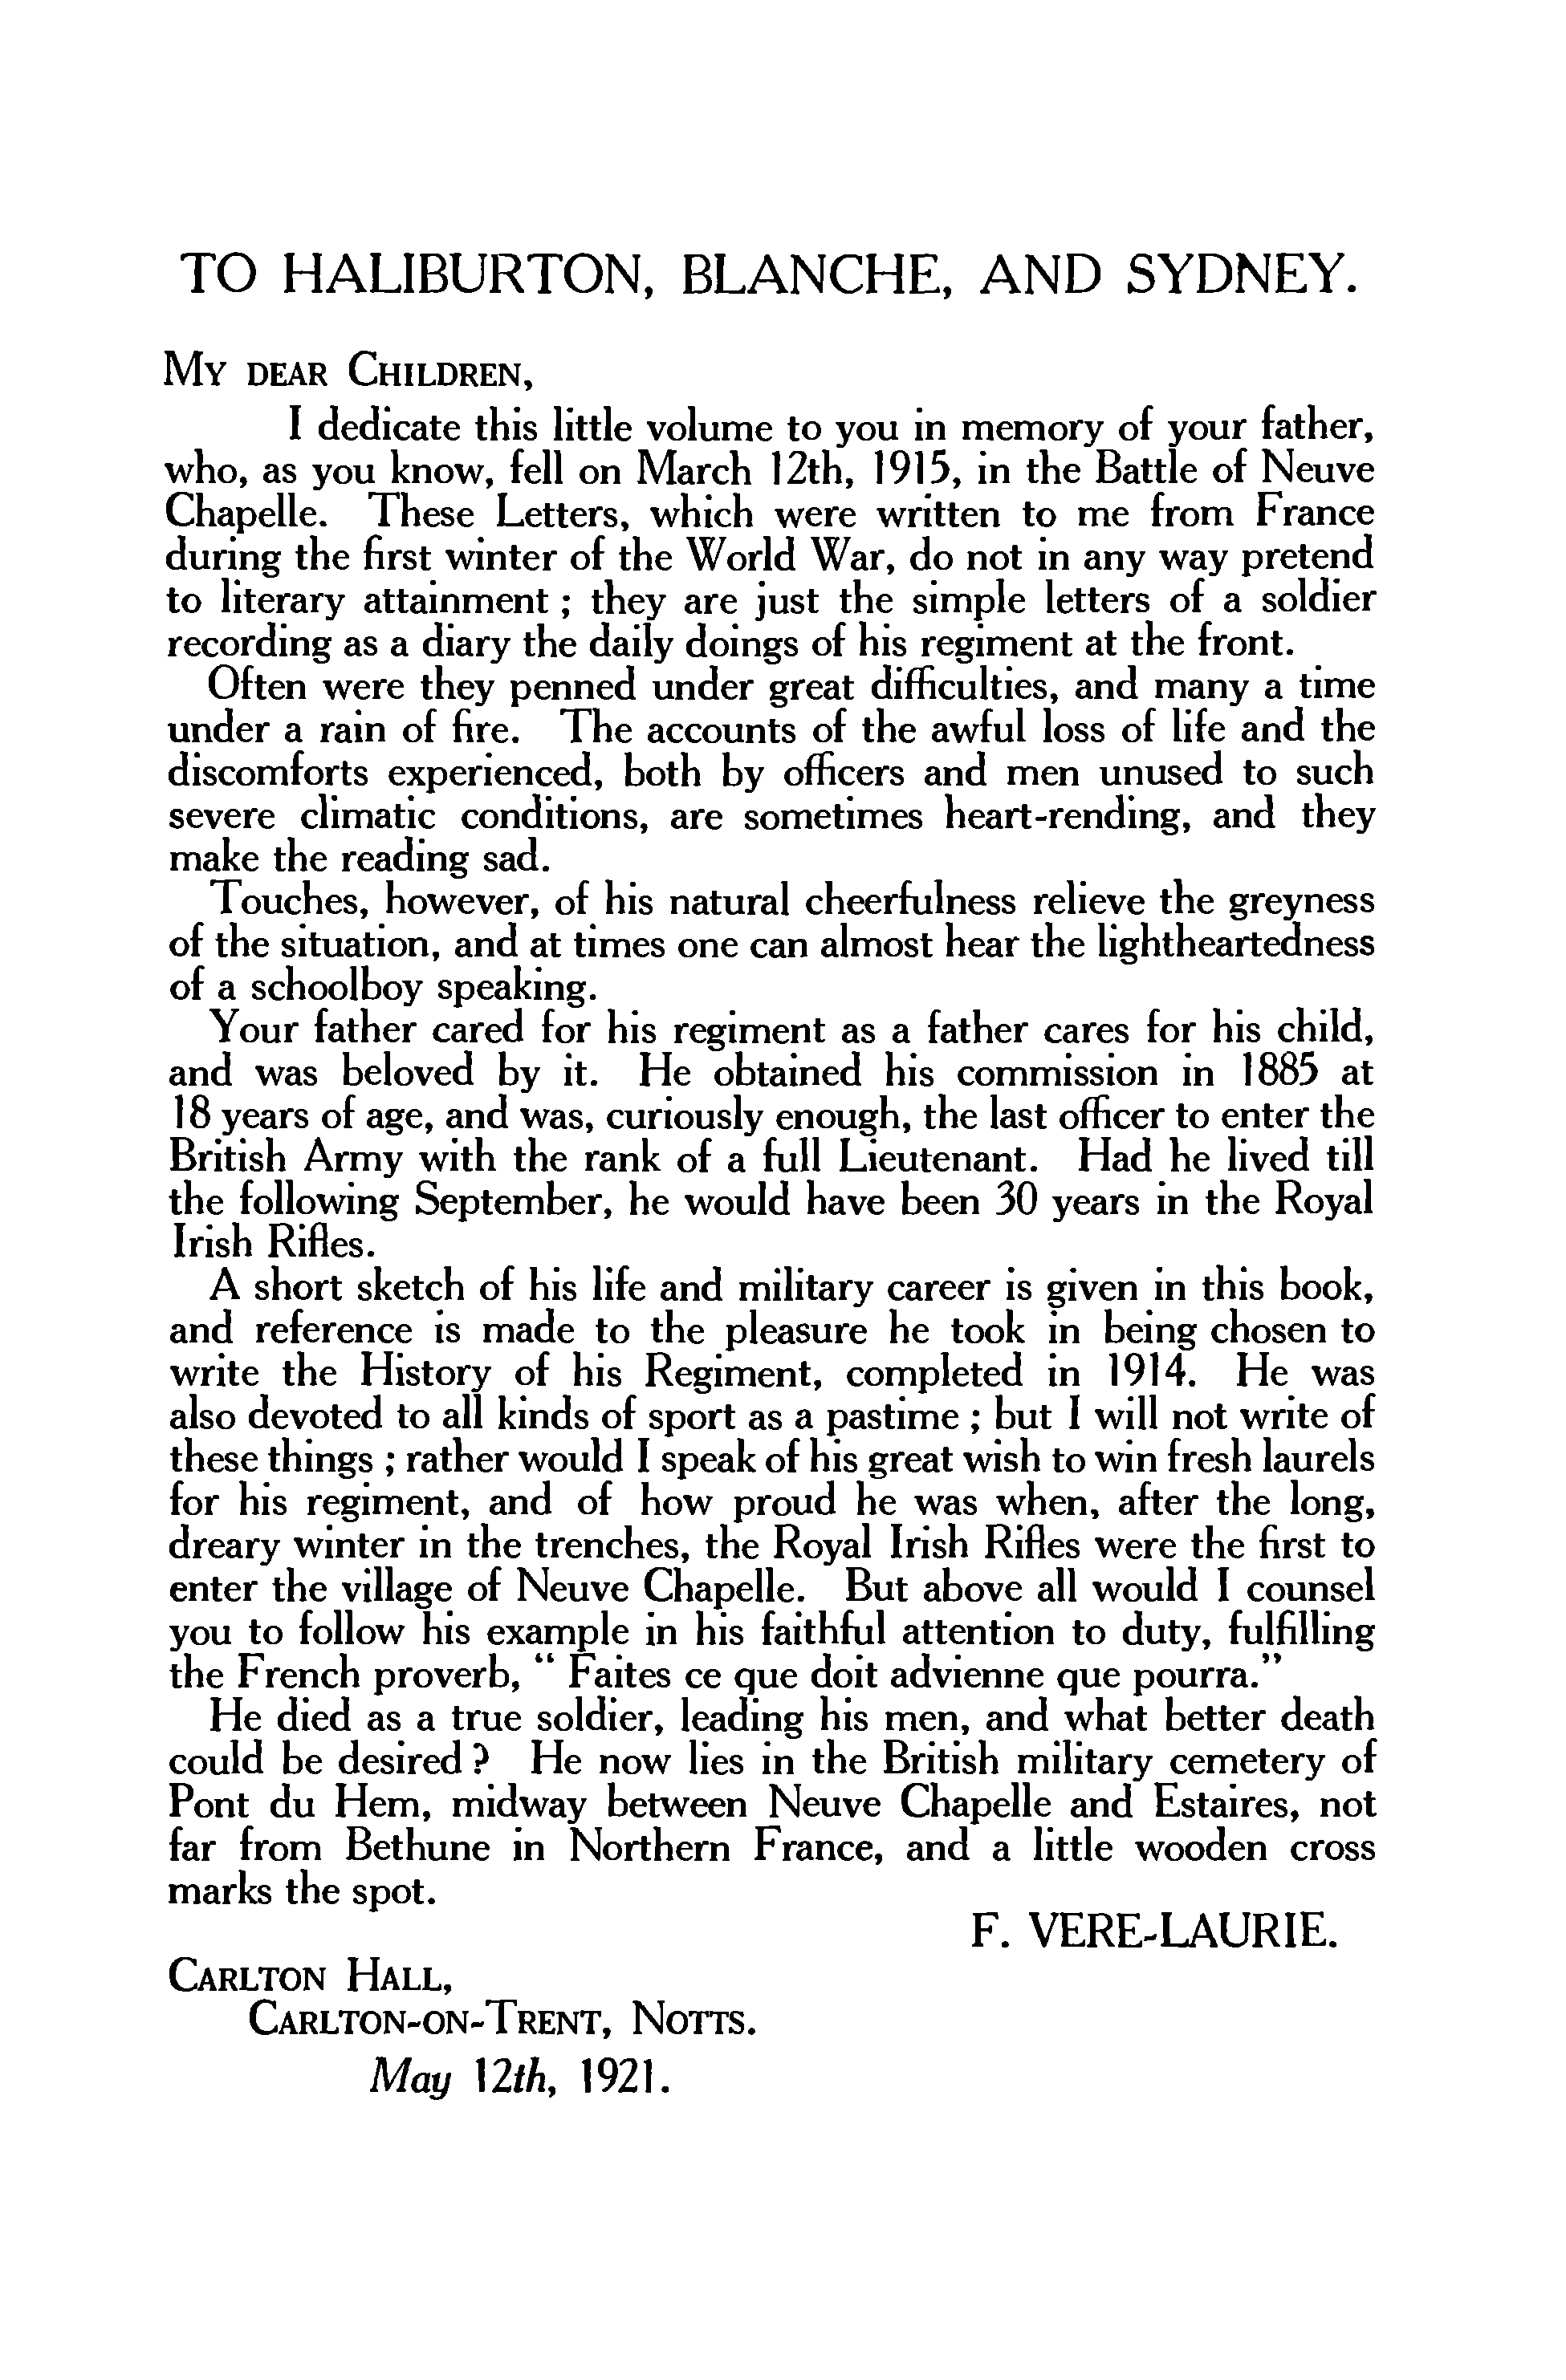 TO HALIBURTON, BLANCHE, AND SYDNEY.
MY DEAR CHILDREN,
I dedicate this little volume to you in memory of your father,
who, as you know, fell on March 12th, 1915, in the Battle of Neuve
Chapelle. These Letters, which were written to me from France
during the first winter of the World War, do not in any way pretend
to literary attainment ; they are just the simple letters of a soldier
recording as a diary the daily doings of his regiment at the front.
Often were they penned under great difficulties, and many a time
under a rain of fire. The accounts of the awful loss of life and the
discomforts experienced, both by officers and men unused to such
severe climatic conditions, are sometimes heart-rending, and they
make the reading sad.
Touches, however, of his natural cheerfulness relieve the greyness
of the situation, and at times one can almost hear the lightheartedness
of a schoolboy speaking.
Your father cared for his regiment as a father cares for his child,
and was beloved by it. He obtained his commission in 1885 at
18 years of age, and was, curiously enough, the last officer to enter the
British Army with the rank of a full Lieutenant. Had he lived till
the following September, he would have been 30 years in the Royal
Irish Rifles.
A short sketch of his life and military career is given in this book,
and reference is made to the pleasure he took in being chosen to
write the History of his Regiment, completed in 1914. He was
also devoted to all kinds of sport as a pastime ; but I will not write of
these things ; rather would I speak of his great wish to win fresh laurels
for his regiment, and of how proud he was when, after the long,
dreary winter in the trenches, the Royal Irish Rifles were the first to
enter the village of Neuve Chapelle. But above all would I counsel
you to follow his example in his faithful attention to duty, fulfilling
the French proverb, “ Faites ce que doit advienne que pourra.”
He died as a true soldier, leading his men, and what better death
could be desired ? He now lies in the British military cemetery of
Pont du Hem, midway between Neuve Chapelle and Estaires, not
far from Bethune in Northern France, and a little wooden cross
marks the spot.
F. VERE-LAURIE.
CARLTON HALL,
CARLTON-ON-TRENT, NOTTS.
May 12th, 1921.